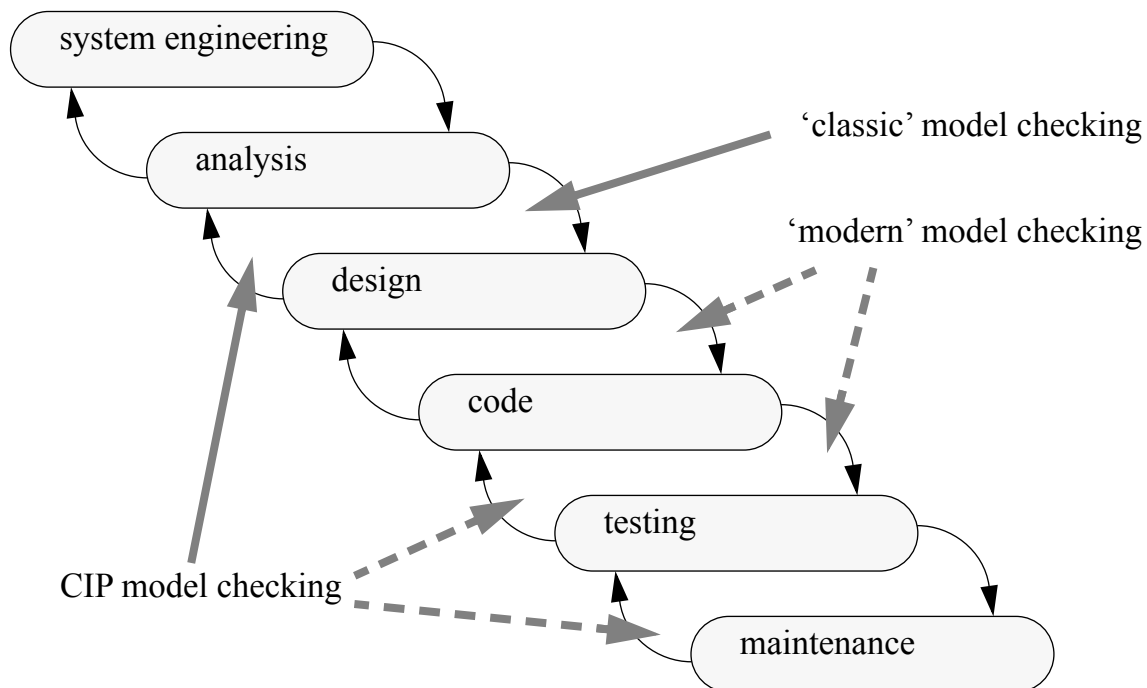 system engineering
‘classic’ model checking
analysis
‘modern’ model checking
design
code
testing
CIP model checking
maintenance